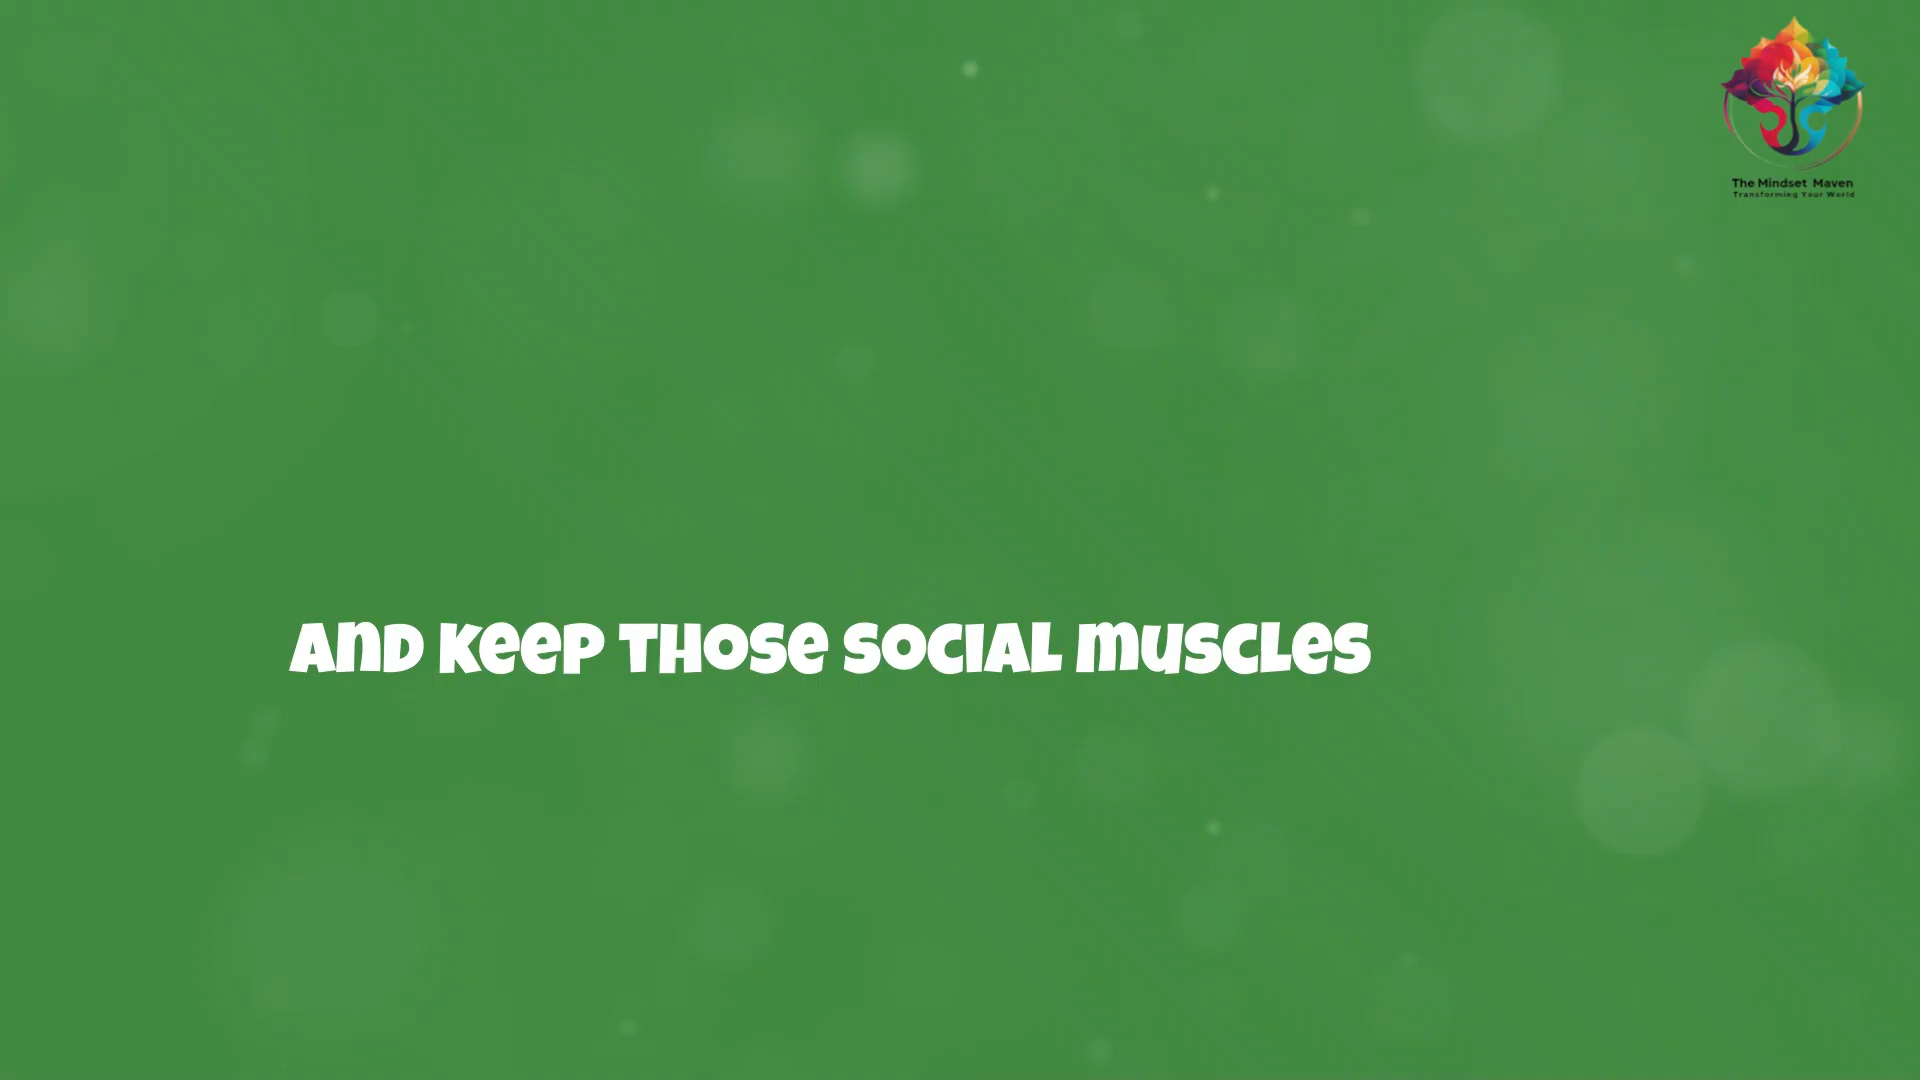 The Mindset Maven
Transforming Your World
AND KEEP THOSE SOCIAL MUSCLES